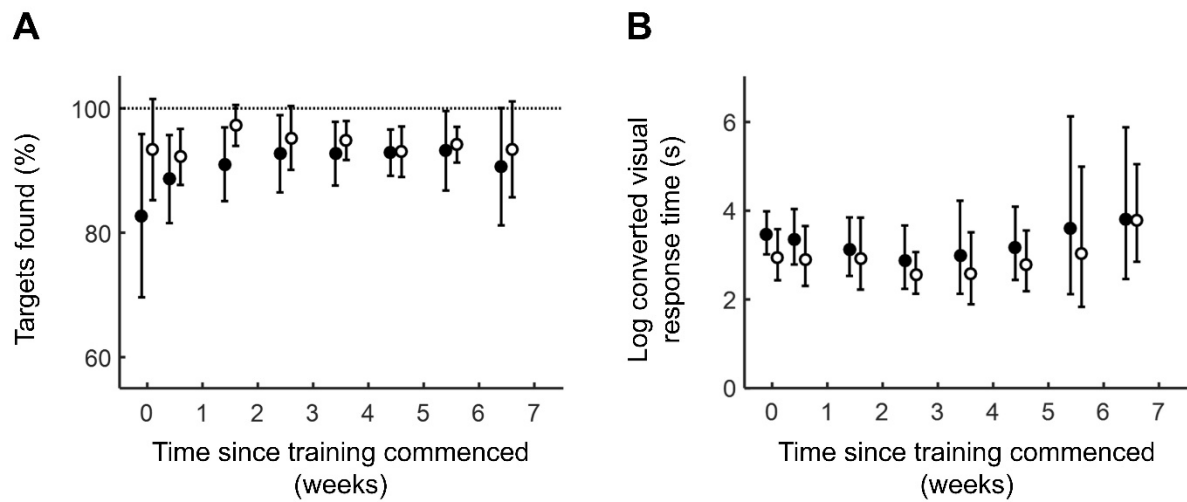 A
Targets found (%)
100
80
60
0 1 2 3 4 5 6 7
Time since training commenced
(weeks)
B
Log converted visual
response time (s)
6
4
2
0
0 1 2 3 4 5 6 7
Time since training commenced
(weeks)